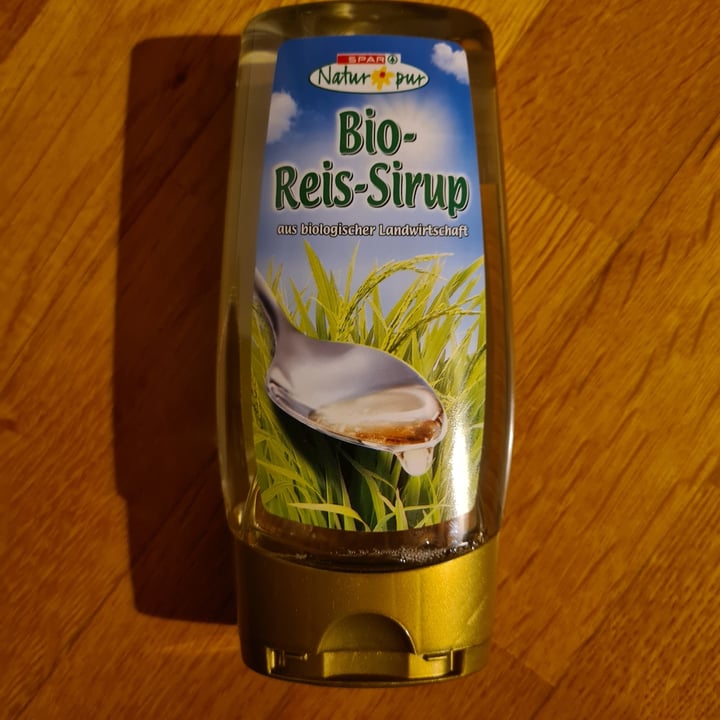 SPAR
Natur pur
Bio-
Reis-Sirup
aus biologischer Landwirtschaft